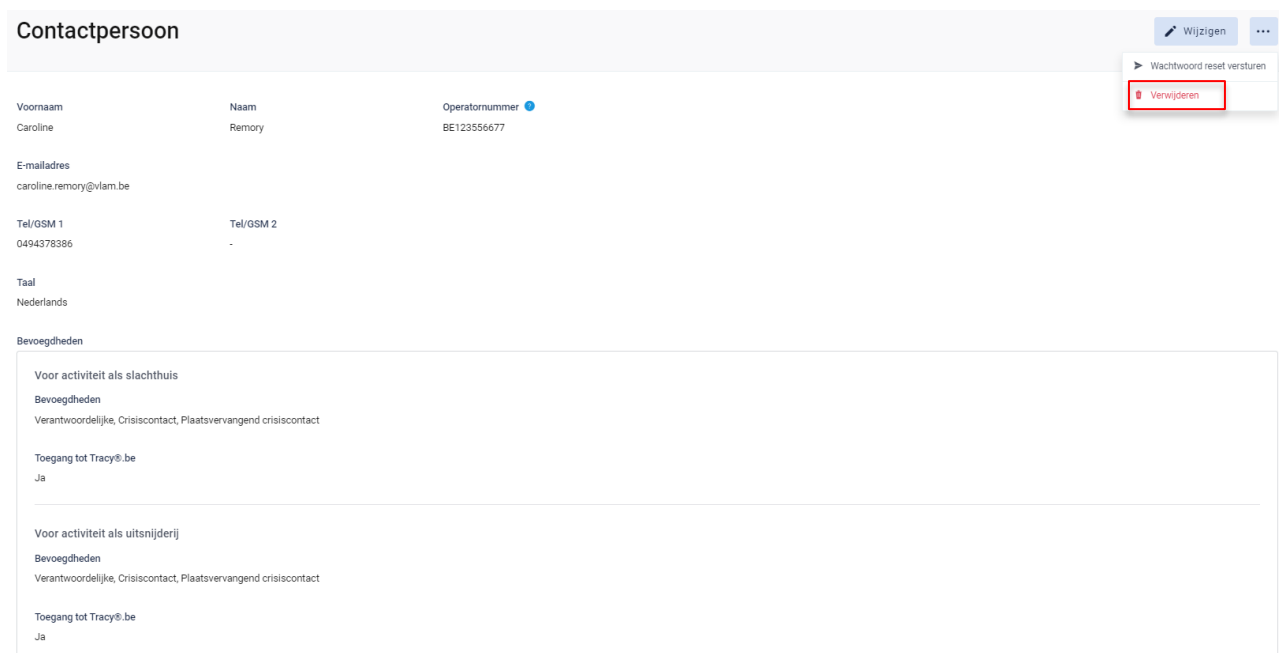 Contactpersoon
Wijzigen
Wachtwoord reset versturen
Verwijderen
Voornaam Naam Operatornummer ?
Caroline Remory BE123556677
E-mailadres
caroline.remory@vlam.be
Tel/GSM 1 Tel/GSM 2
0494378386 -
Taal
Nederlands
Bevoegdheden
Voor activiteit als slachthuis
Bevoegdheden
Verantwoordelijke, Crisiscontact, Plaatsvervangend crisiscontact
Toegang tot Tracy®.be
Ja
Voor activiteit als uitsnijderij
Bevoegdheden
Verantwoordelijke, Crisiscontact, Plaatsvervangend crisiscontact
Toegang tot Tracy®.be
Ja